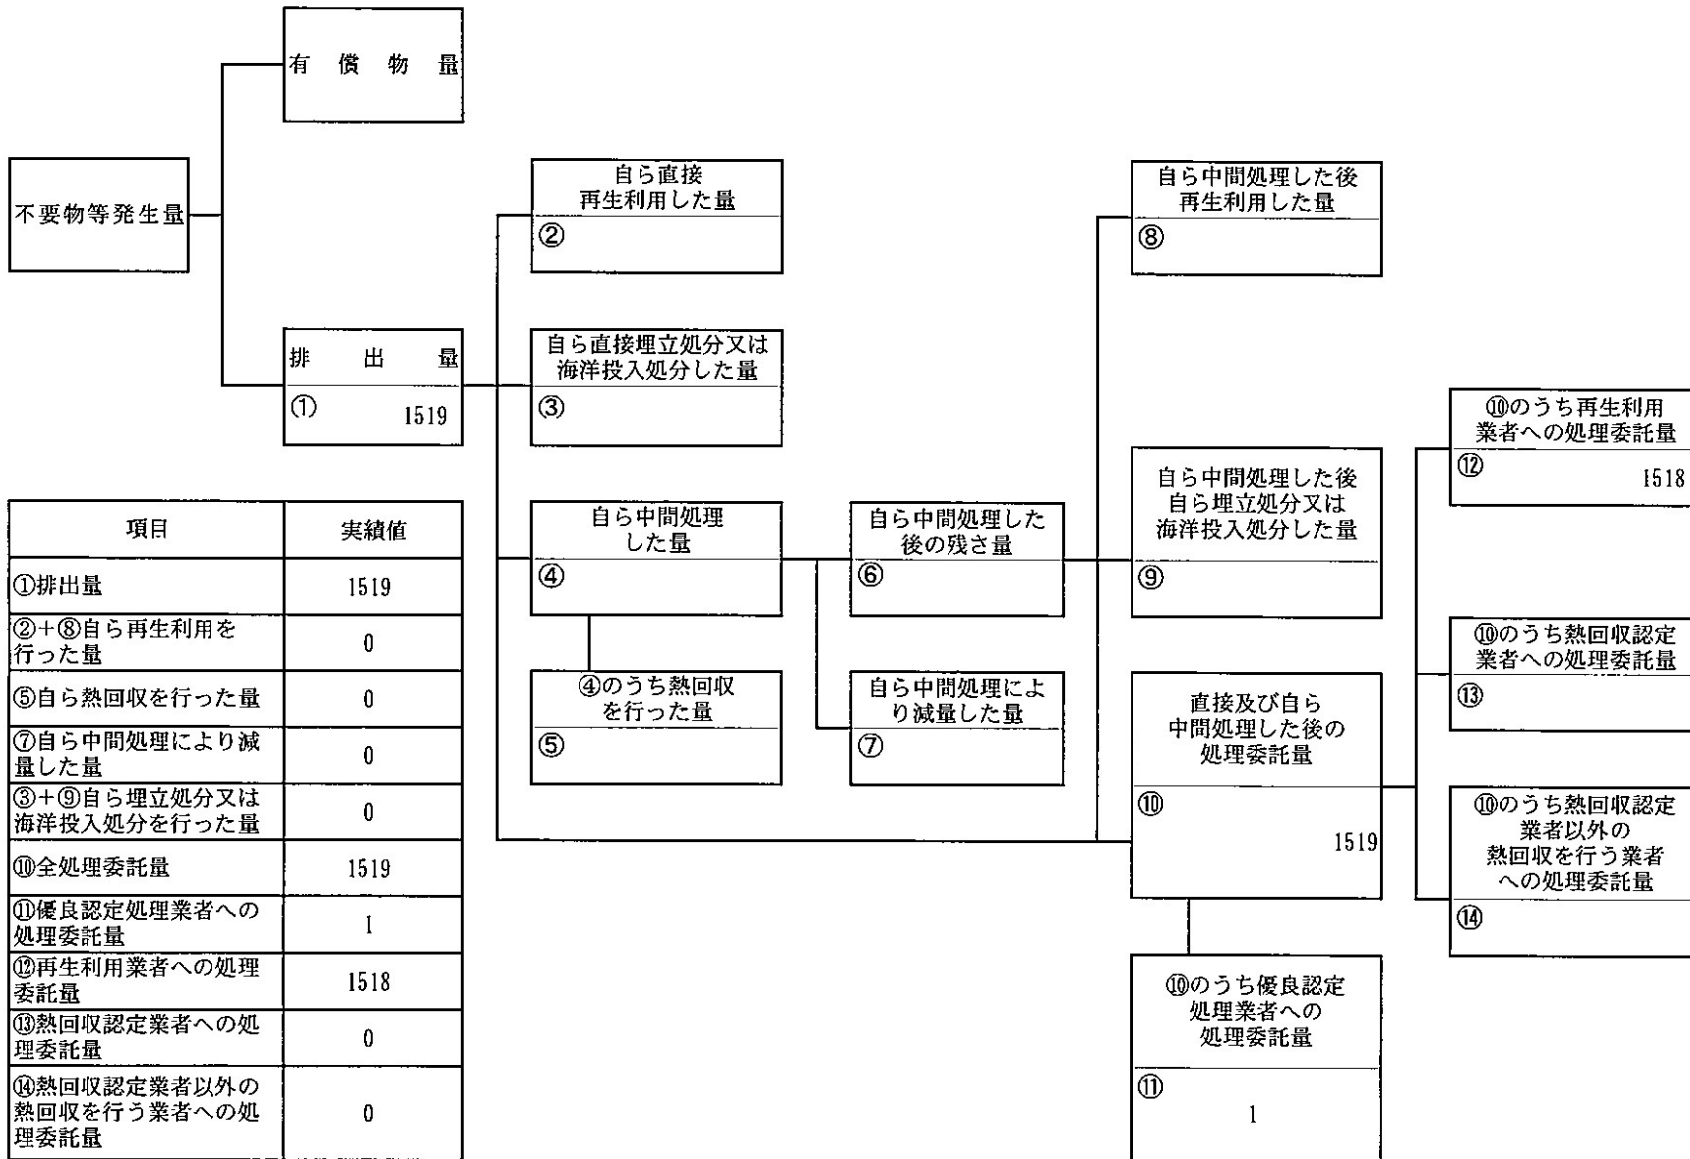 有償物量
不要物等発生量
排出量
① 1519
自ら直接
再生利用した量
②
自ら直接埋立処分又は
海洋投入処分した量
③
自ら中間処理
した量
④
④のうち熱回収
を行った量
⑤
自ら中間処理した
後の残さ量
⑥
自ら中間処理によ
り減量した量
⑦
自ら中間処理した後
再生利用した量
⑧
自ら中間処理した後
自ら埋立処分又は
海洋投入処分した量
⑨
直接及び自ら
中間処理した後の
処理委託量
⑩
1519
⑩のうち優良認定
処理業者への
処理委託量
⑪
1
⑩のうち再生利用
業者への処理委託量
⑫
1518
⑩のうち熱回収認定
業者への処理委託量
⑬
⑩のうち熱回収認定
業者以外の
熱回収を行う業者
への処理委託量
⑭
項目 実績値
①排出量 1519
②+⑧自ら再生利用を
行った量 0
⑤自ら熱回収を行った量 0
⑦自ら中間処理により減
量した量 0
③+⑨自ら埋立処分又は
海洋投入処分を行った量 0
⑩全処理委託量 1519
⑪優良認定処理業者への
処理委託量 1
⑫再生利用業者への処理
委託量 1518
⑬熱回収認定業者への処
理委託量 0
⑭熱回収認定業者以外の
熱回収を行う業者への処
理委託量 0